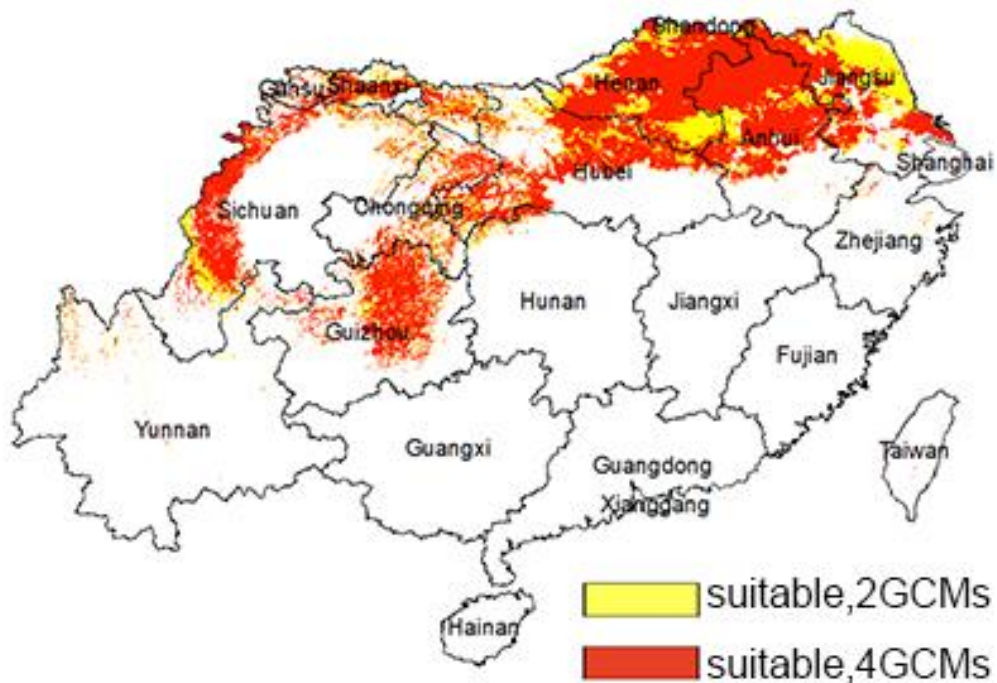 Shandong
Henan
Jiangsu
Gansu
Shaanxi
Anhui
Hubei
Shanghai
Sichuan
Chongqing
Zhejiang
Hunan
Jiangxi
Guizhou
Fujian
Yunnan
Guangxi
Guangdong
Taiwan
Xianggang
Hainan
suitable,2GCMs
suitable,4GCMs